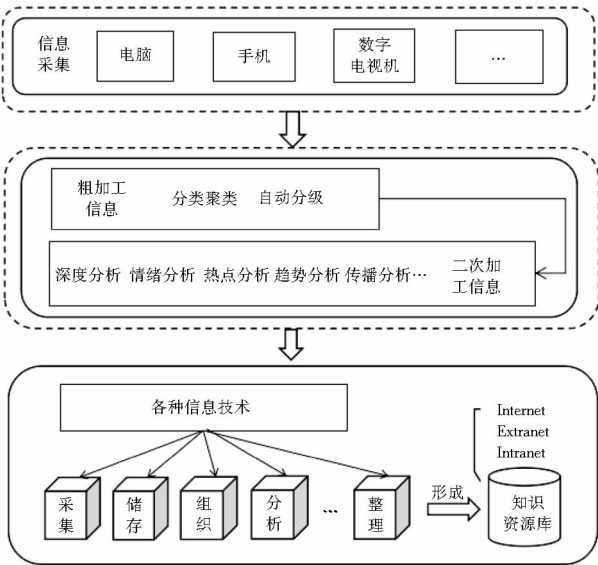 信息
采集
电脑
手机
数字
电视机
…
粗加工
信息
分类聚类 自动分级
深度分析 情绪分析 热点分析 趋势分析 传播分析…
二次加
工信息
各种信息技术
Internet
Extranet
Intranet
采集
储存
组织
分析
…
整理
形成
知识
资源库